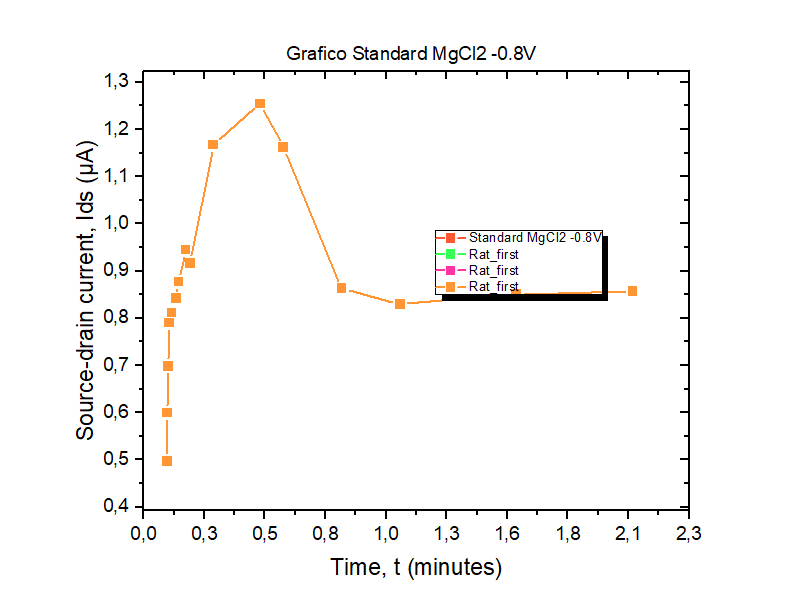 Grafico Standard MgCl2 -0.8V
1,3
1,2
1,1
1,0
0,9
0,8
0,7
0,6
0,5
0,4
Source-drain current, Ids (µA)
Standard MgCl2 -0.8V
Rat_first
Rat_first
Rat_first
0,0 0,3 0,5 0,8 1,0 1,3 1,6 1,8 2,1 2,3
Time, t (minutes)